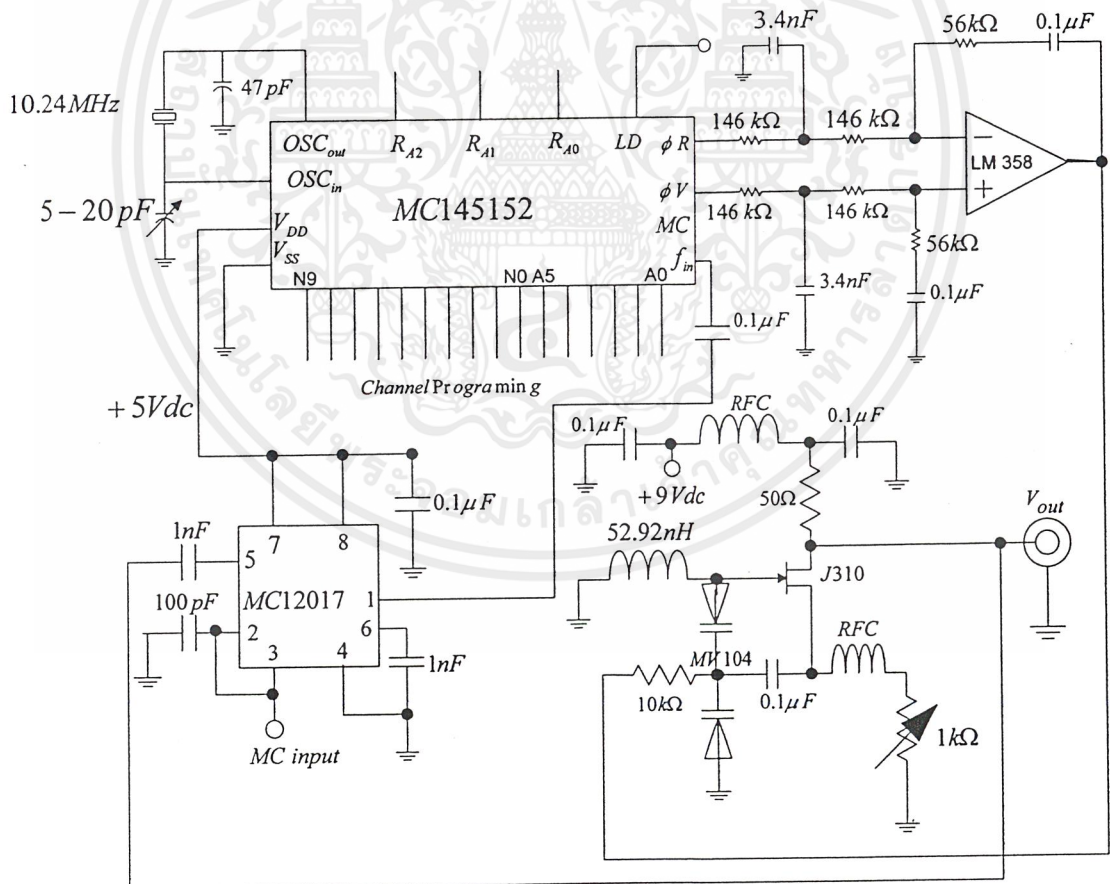 3.4nF
56kΩ
0.1μF
47pF
10.24MHz
OSCout
RA2
RA1
RA0
LD
φR
146 kΩ
146 kΩ
OSCin
LM 358
5−20pF
MC145152
φV
146 kΩ
146 kΩ
VDD
MC
VSS
fin
56kΩ
N9
N0 A5
A0
3.4nF
0.1μF
0.1μF
Channel Programing
+5Vdc
RFC
0.1μF
0.1μF
+9Vdc
0.1μF
50Ω
Vout
1nF
52.92nH
7
8
5
J310
100pF
MC12017
1
2
6
RFC
3
4
1nF
MV104
10kΩ
0.1μF
1kΩ
MC input